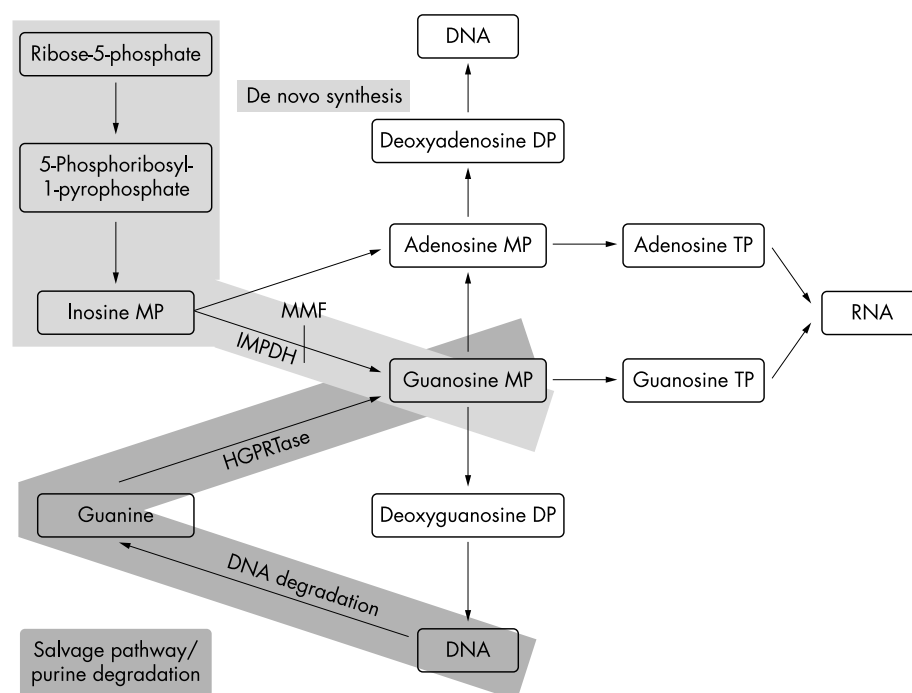 DNA
Ribose-5-phosphate
De novo synthesis
Deoxyadenosine DP
5-Phosphoribosyl-
1-pyrophosphate
Adenosine MP
Adenosine TP
Inosine MP
MMF
RNA
IMPDH
Guanosine MP
Guanosine TP
HGPRTase
Guanine
Deoxyguanosine DP
DNA degradation
DNA
Salvage pathway/
purine degradation